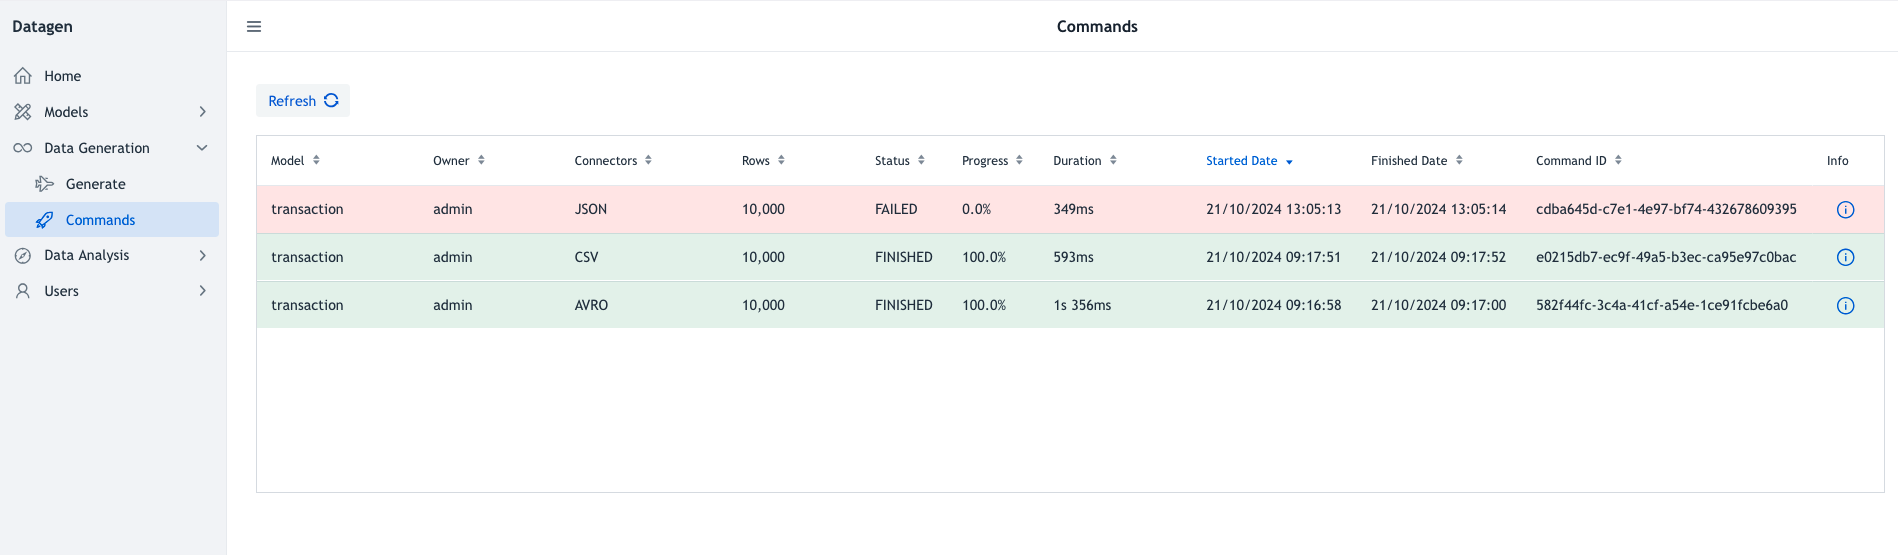 Datagen
Commands
Home
Models
Data Generation
Generate
Commands
Data Analysis
Users
Refresh
Model Owner Connectors Rows Status Progress Duration Started Date Finished Date Command ID Info
transaction admin JSON 10,000 FAILED 0.0% 349ms 21/10/2024 13:05:13 21/10/2024 13:05:14 cdba645d-c7e1-4e97-bf74-432678609395
transaction admin CSV 10,000 FINISHED 100.0% 593ms 21/10/2024 09:17:51 21/10/2024 09:17:52 e0215db7-ec9f-49a5-b3ec-ca95e97c0bac
transaction admin AVRO 10,000 FINISHED 100.0% 1s 356ms 21/10/2024 09:16:58 21/10/2024 09:17:00 582f44fc-3c4a-41cf-a54e-1ce91fcbe6a0